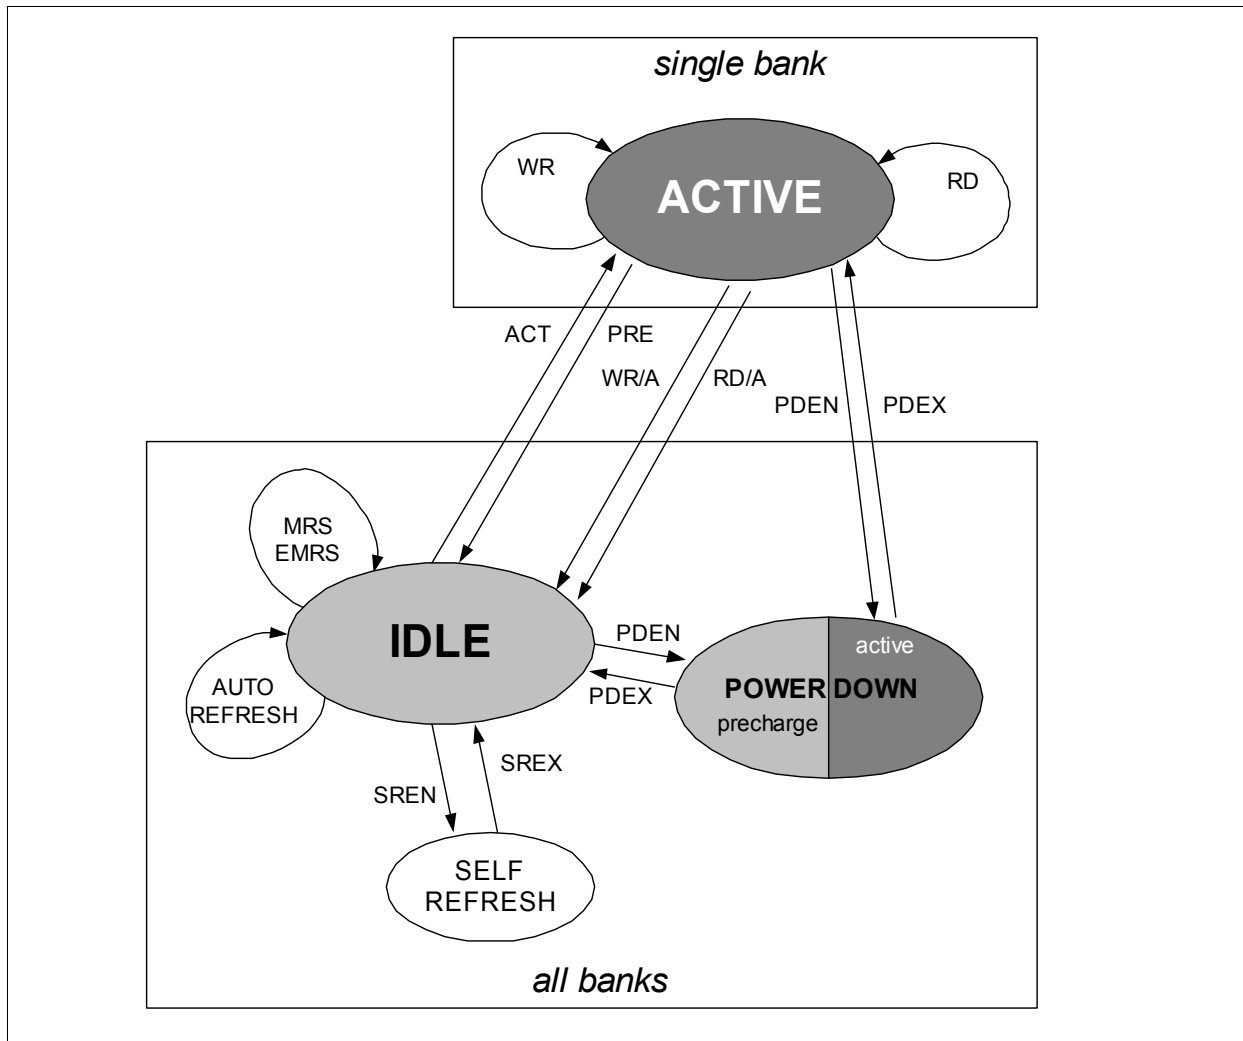 single bank
WR
ACTIVE
RD
ACT
PRE
WR/A
RD/A
PDEN
PDEX
MRS
EMRS
IDLE
PDEN
PDEX
active
POWER DOWN
precharge
AUTO
REFRESH
SREN
SREX
SELF
REFRESH
all banks